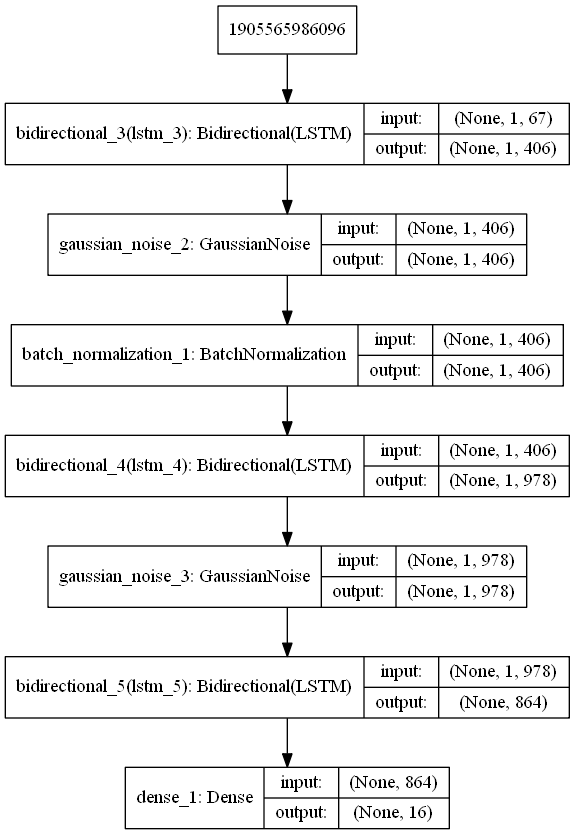 1905565986096
bidirectional_3(lstm_3): Bidirectional(LSTM)
input: (None, 1, 67)
output: (None, 1, 406)
gaussian_noise_2: GaussianNoise
input: (None, 1, 406)
output: (None, 1, 406)
batch_normalization_1: BatchNormalization
input: (None, 1, 406)
output: (None, 1, 406)
bidirectional_4(lstm_4): Bidirectional(LSTM)
input: (None, 1, 406)
output: (None, 1, 978)
gaussian_noise_3: GaussianNoise
input: (None, 1, 978)
output: (None, 1, 978)
bidirectional_5(lstm_5): Bidirectional(LSTM)
input: (None, 1, 978)
output: (None, 864)
dense_1: Dense
input: (None, 864)
output: (None, 16)